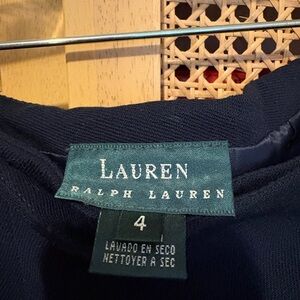 LAUREN
RALPH LAUREN
4
LAVADO EN SECO
NETTOYER A SEC